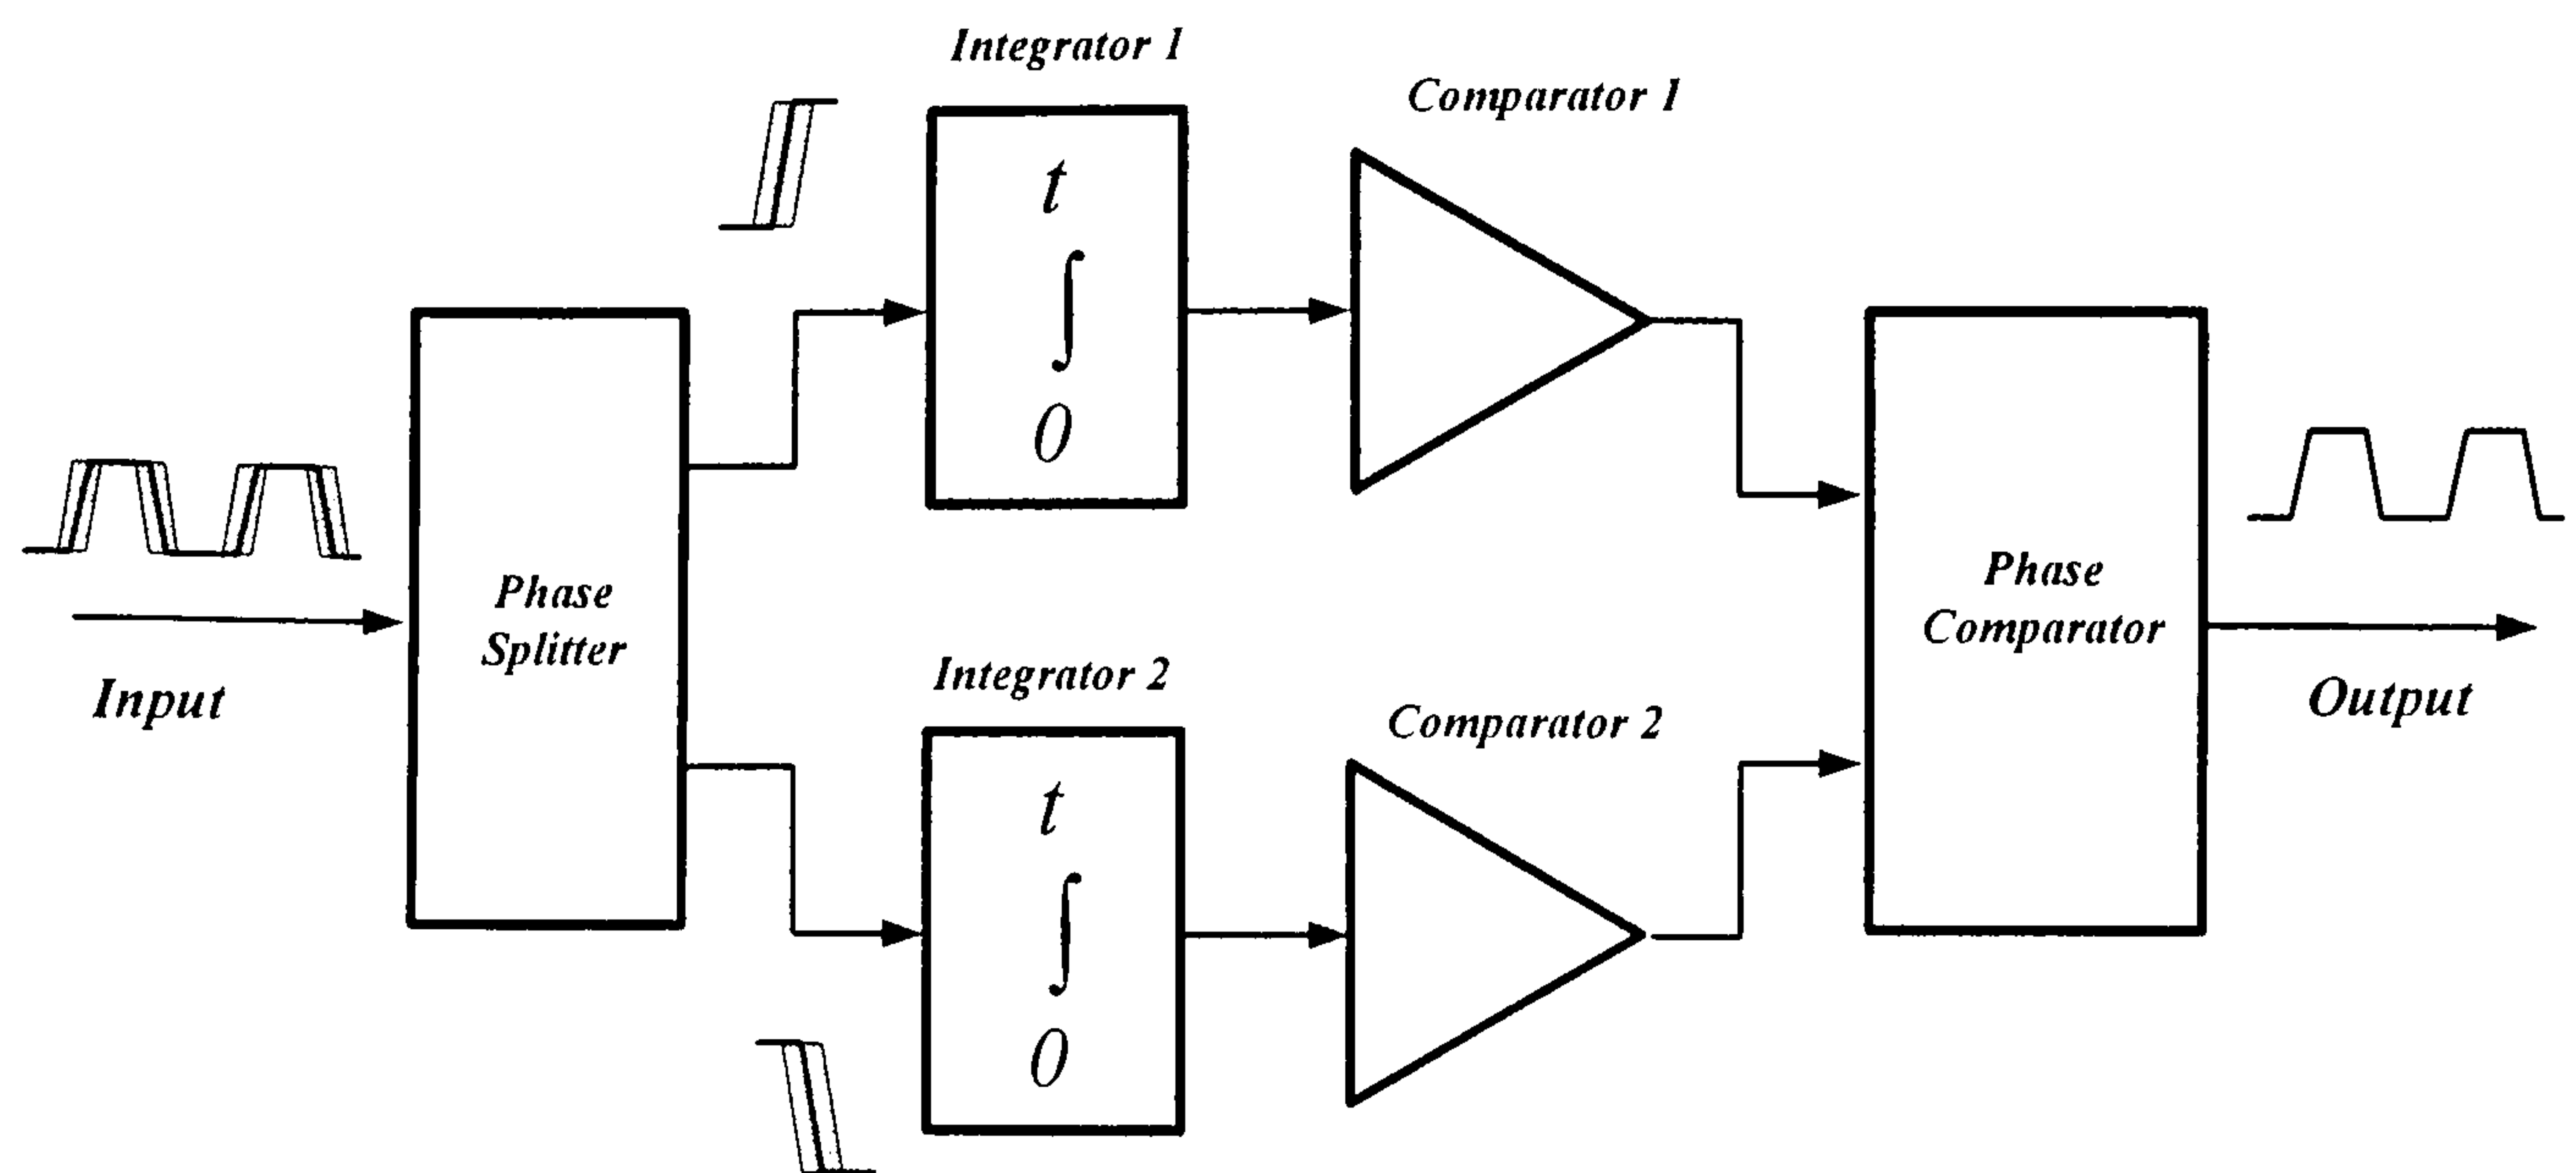 Integrator 1
Comparator 1
t
∫
0
Input
Phase
Splitter
Integrator 2
Comparator 2
t
∫
0
Phase
Comparator
Output